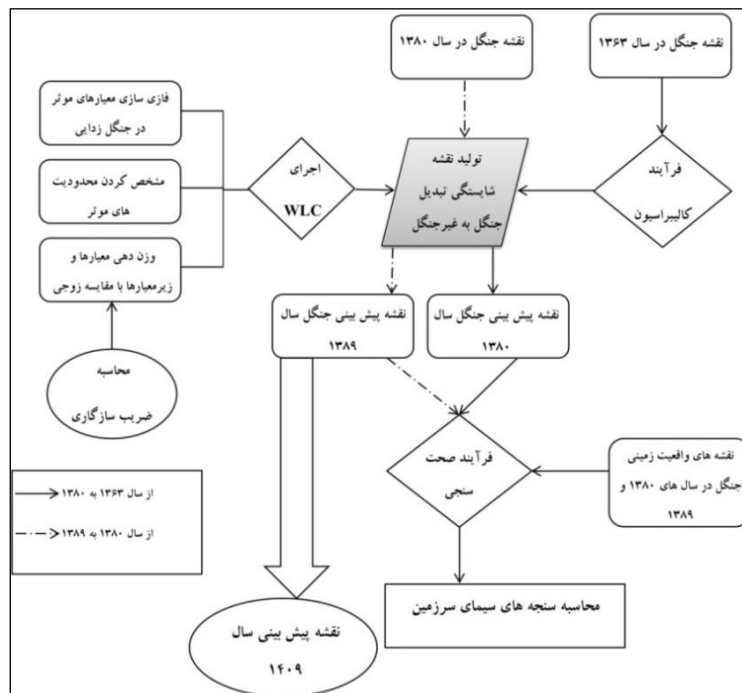 نقشه جنگل در سال ۱۳۶۳
نقشه جنگل در سال ۱۳۸۰
فازی سازی معیارهای موثر
در جنگل زدایی
مشخص کردن محدودیت
های موثر
وزن دهی معیارها و
زیرمعیارها با مقایسه زوجی
محاسبه
ضریب سازگاری
اجرای
WLC
تولید نقشه
شایستگی تبدیل
جنگل به غیرجنگل
فرآیند
کالیبراسیون
نقشه پیش بینی جنگل سال
۱۳۸۰
نقشه پیش بینی جنگل سال
۱۳۸۹
فرآیند صحت
سنجی
نقشه های واقعیت زمینی
جنگل در سال های ۱۳۸۰ و
۱۳۸۹
از سال ۱۳۶۳ به ۱۳۸۰
از سال ۱۳۸۰ به ۱۳۸۹
محاسبه سنجه های سیمای سرزمین
نقشه پیش بینی سال
۱۴۰۹